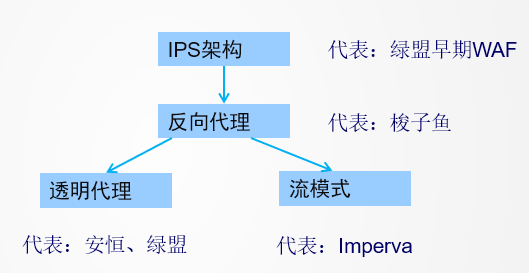 IPS架构
代表：绿盟早期WAF
反向代理
代表：梭子鱼
透明代理
流模式
代表：安恒、绿盟
代表：Imperva